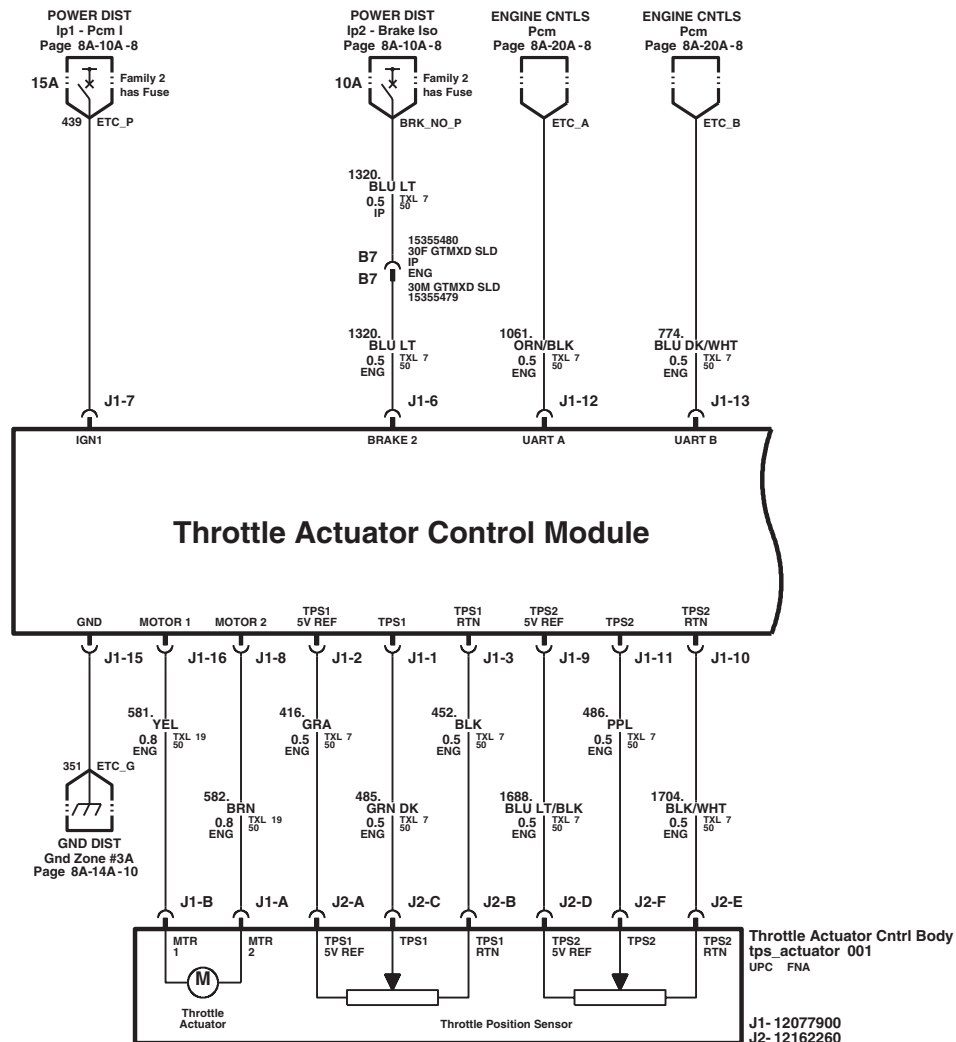 POWER DIST
Ip1 - Pcm I
Page 8A-10A-8
15A
Family 2
has Fuse
439
ETC_P
POWER DIST
Ip2 - Brake Iso
Page 8A-10A-8
10A
Family 2
has Fuse
BRK_NO_P
ENGINE CNTLS
Pcm
Page 8A-20A-8
ETC_A
ENGINE CNTLS
Pcm
Page 8A-20A-8
ETC_B
1320.
BLU LT
0.5 TXL 7
IP 50
B7
B7
15355480
30F GTMXD SLD
IP
ENG
30M GTMXD SLD
15355479
1320.
BLU LT
0.5 TXL 7
ENG 50
1061.
ORN/BLK
0.5 TXL 7
ENG 50
774.
BLU DK/WHT
0.5 TXL 7
ENG 50
J1-7
J1-6
J1-12
J1-13
IGN1
BRAKE 2
UART A
UART B
Throttle Actuator Control Module
GND
MOTOR 1
MOTOR 2
TPS1
5V REF
TPS1
TPS1
RTN
TPS2
5V REF
TPS2
TPS2
RTN
J1-15
J1-16
J1-8
J1-2
J1-1
J1-3
J1-9
J1-11
J1-10
581.
YEL
0.8 TXL 19
ENG 50
416.
GRA
0.5 TXL 7
ENG 50
452.
BLK
0.5 TXL 7
ENG 50
486.
PPL
0.5 TXL 7
ENG 50
351
ETC_G
GND DIST
Gnd Zone #3A
Page 8A-14A-10
582.
BRN
0.8 TXL 19
ENG 50
485.
GRN DK
0.5 TXL 7
ENG 50
1688.
BLU LT/BLK
0.5 TXL 7
ENG 50
1704.
BLK/WHT
0.5 TXL 7
ENG 50
J1-B
J1-A
J2-A
J2-C
J2-B
J2-D
J2-F
J2-E
MTR
1
MTR
2
TPS1
5V REF
TPS1
TPS1
RTN
TPS2
5V REF
TPS2
TPS2
RTN
M
Throttle
Actuator
Throttle Position Sensor
Throttle Actuator Cntrl Body
tps_actuator 001
UPC FNA
J1- 12077900
J2- 12162260